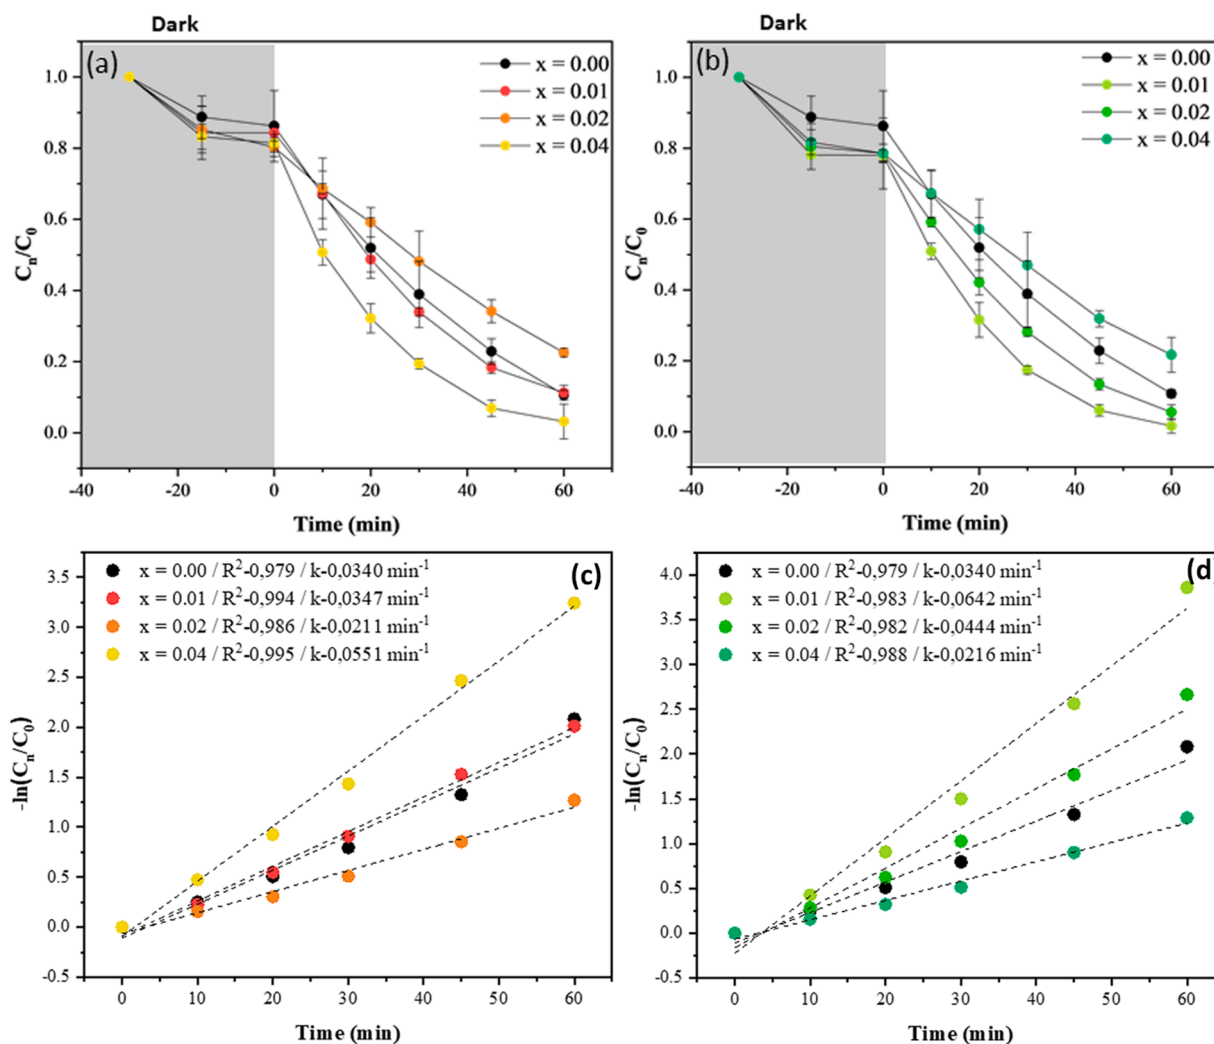 Dark
(a)
x = 0.00
x = 0.01
x = 0.02
x = 0.04
1.0
0.8
0.6
0.4
0.2
0.0
Cn/C0
-40
-20
0
20
40
60
Time (min)
Dark
(b)
x = 0.00
x = 0.01
x = 0.02
x = 0.04
1.0
0.8
0.6
0.4
0.2
0.0
Cn/C0
-40
-20
0
20
40
60
Time (min)
(c)
x = 0.00 / R²-0,979 / k-0,0340 min⁻¹
x = 0.01 / R²-0,994 / k-0,0347 min⁻¹
x = 0.02 / R²-0,986 / k-0,0211 min⁻¹
x = 0.04 / R²-0,995 / k-0,0551 min⁻¹
3.5
3.0
2.5
2.0
1.5
1.0
0.5
0.0
-0.5
-ln(Cn/C0)
0
10
20
30
40
50
60
Time (min)
(d)
x = 0.00 / R²-0,979 / k-0,0340 min⁻¹
x = 0.01 / R²-0,983 / k-0,0642 min⁻¹
x = 0.02 / R²-0,982 / k-0,0444 min⁻¹
x = 0.04 / R²-0,988 / k-0,0216 min⁻¹
4.0
3.5
3.0
2.5
2.0
1.5
1.0
0.5
0.0
-0.5
-ln(Cn/C0)
0
10
20
30
40
50
60
Time (min)